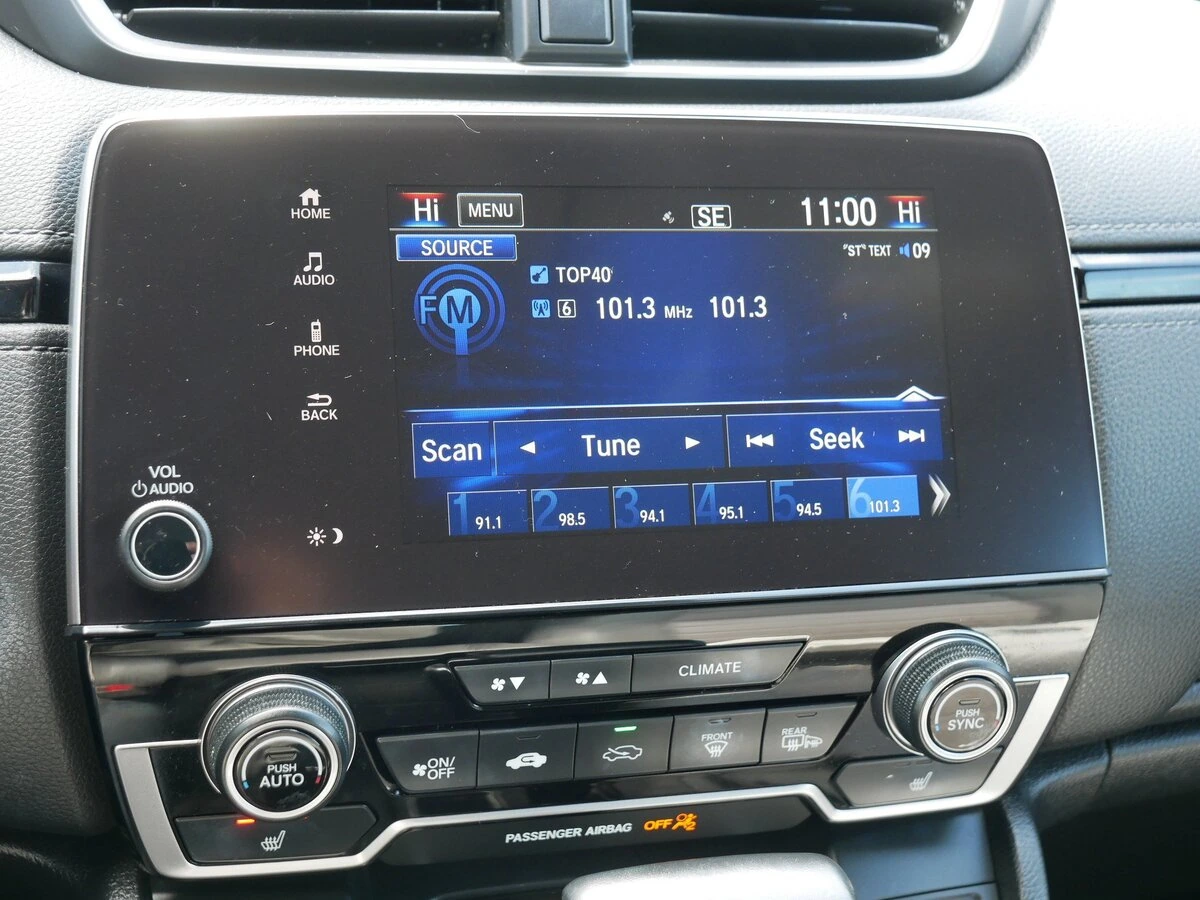 HOME
AUDIO
PHONE
BACK
VOL
AUDIO
Hi MENU SE 11:00 Hi
SOURCE "ST" TEXT 09
FM
TOP40
6 101.3 MHz 101.3
Scan Tune Seek
1 91.1 2 98.5 3 94.1 4 95.1 5 94.5 6 101.3
CLIMATE
PUSH
AUTO
ON/
OFF
FRONT
REAR
PUSH
SYNC
PASSENGER AIRBAG OFF